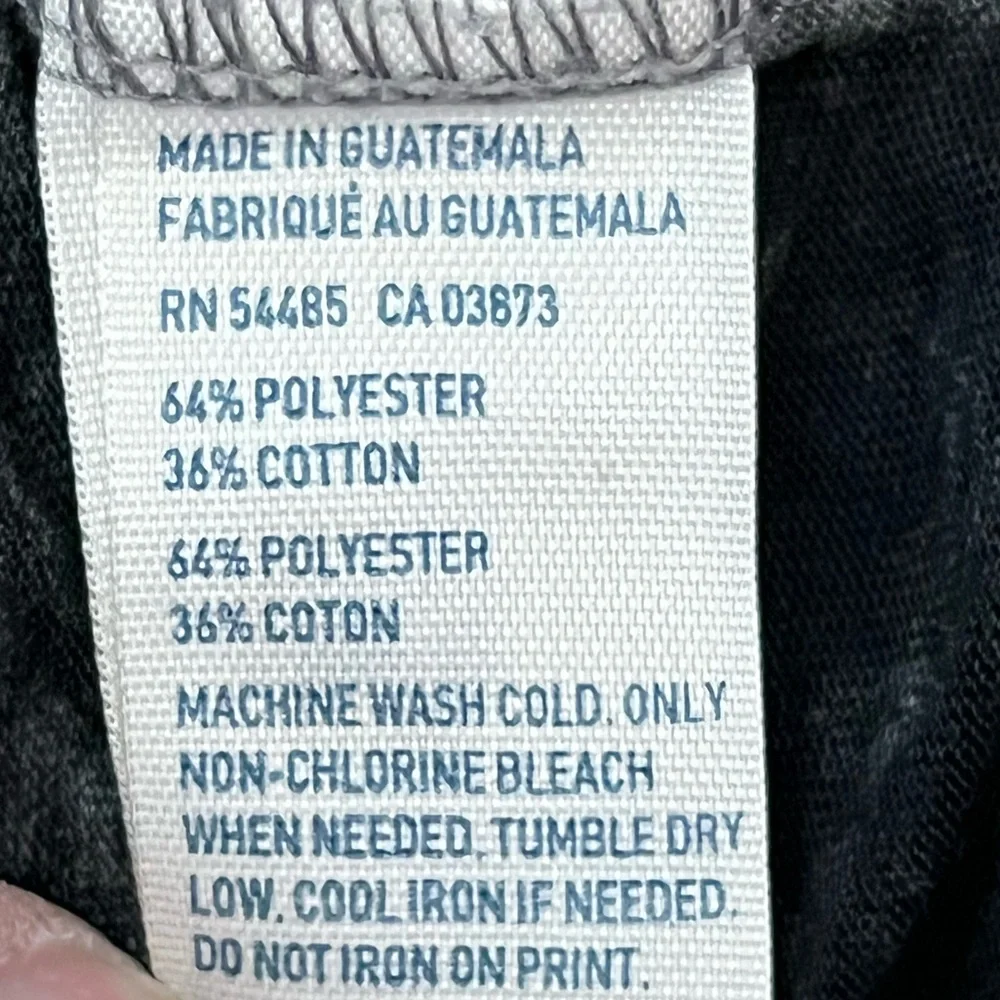 MADE IN GUATEMALA
FABRIQUÉ AU GUATEMALA
RN 54485 CA 03673
64% POLYESTER
36% COTTON
64% POLYESTER
36% COTON
MACHINE WASH COLD. ONLY
NON-CHLORINE BLEACH
WHEN NEEDED. TUMBLE DRY
LOW. COOL IRON IF NEEDED.
DO NOT IRON ON PRINT.